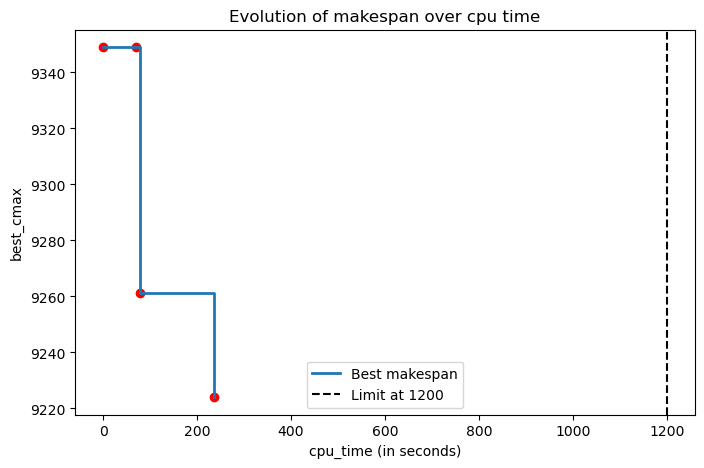 Evolution of makespan over cpu time
best_cmax
9340
9320
9300
9280
9260
9240
9220
Best makespan
Limit at 1200
0
200
400
600
800
1000
1200
cpu_time (in seconds)